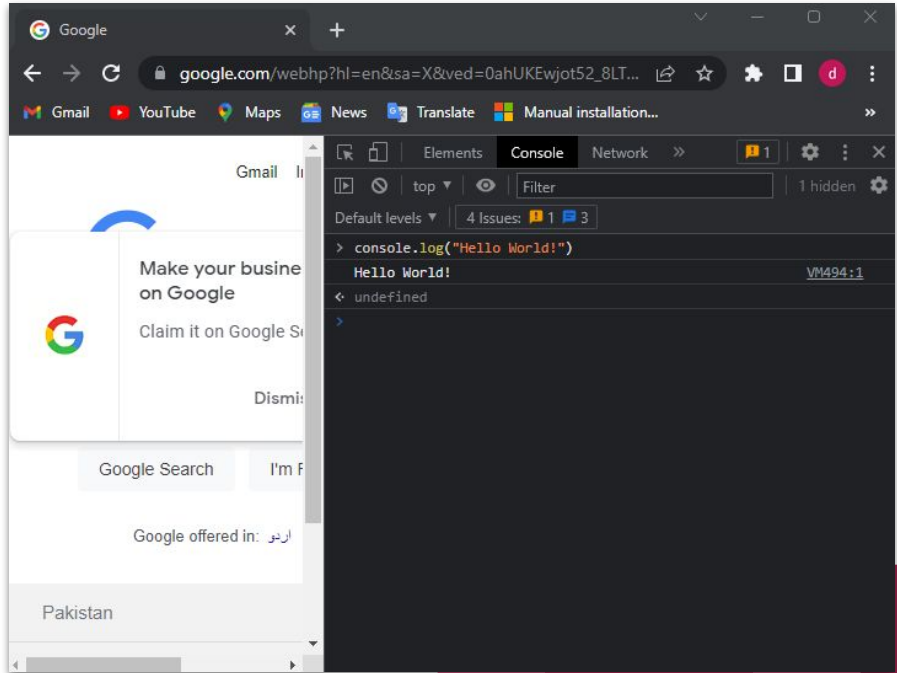 Google
google.com/webhp?hl=en&sa=X&ved=0ahUKEwjot52_8LT...
d
Gmail YouTube Maps News Translate Manual installation...
»
Gmail
Make your busine
on Google
Claim it on Google Se
Dismis
Google Search I'm F
Google offered in: اردو
Pakistan
Elements Console Network » 1
top Filter 1 hidden
Default levels 4 Issues: 1 3
> console.log("Hello World!")
Hello World! VM494:1
undefined
>